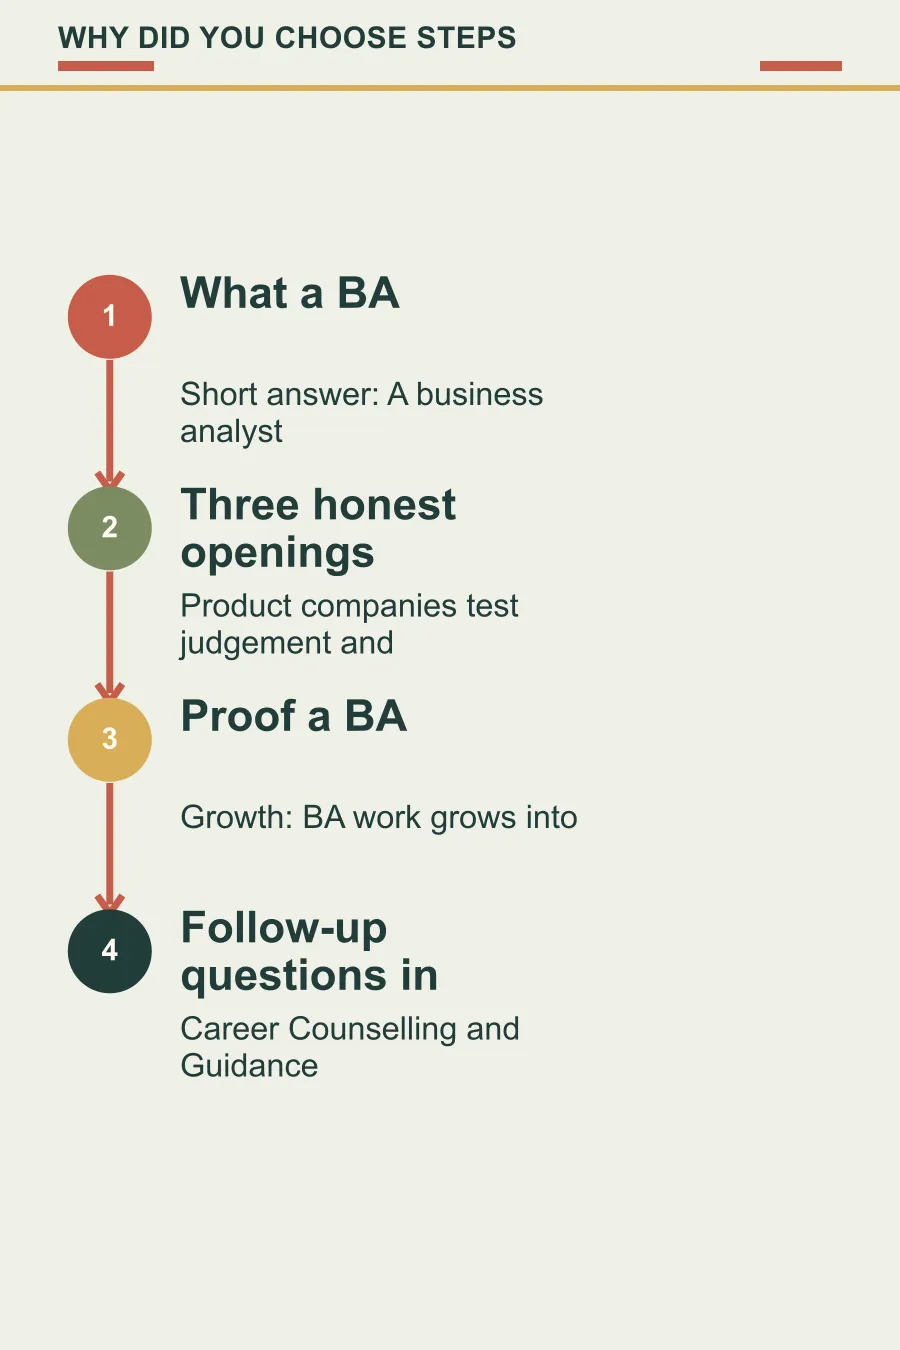 WHY DID YOU CHOOSE STEPS
1
What a BA
Short answer: A business
analyst
2
Three honest
openings
Product companies test
judgement and
3
Proof a BA
Growth: BA work grows into
4
Follow-up
questions in
Career Counselling and
Guidance